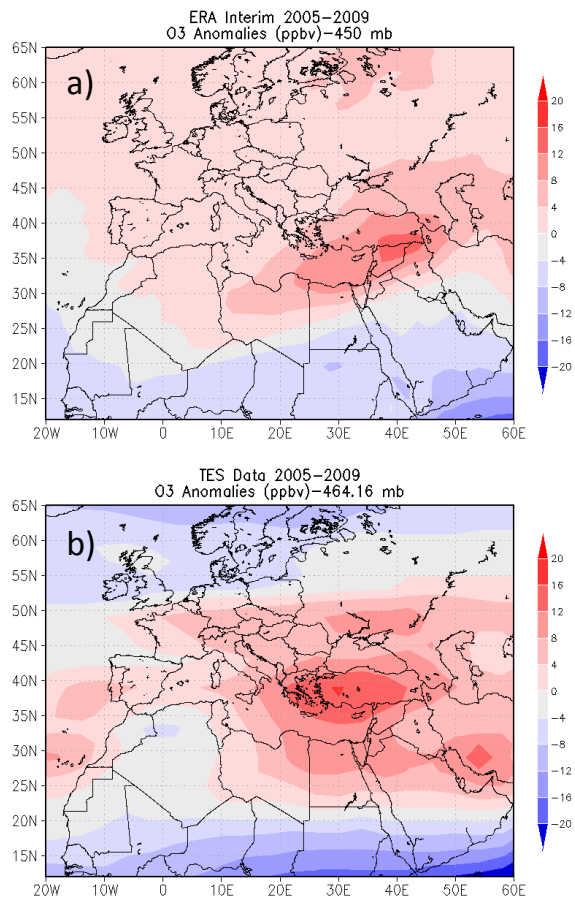 ERA Interim 2005-2009
O3 Anomalies (ppbv)-450 mb
a)
65N
60N
55N
50N
45N
40N
35N
30N
25N
20N
15N
20W 10W 0 10E 20E 30E 40E 50E 60E
20
16
12
8
4
0
-4
-8
-12
-16
-20
TES Data 2005-2009
O3 Anomalies (ppbv)-464.16 mb
b)
65N
60N
55N
50N
45N
40N
35N
30N
25N
20N
15N
20W 10W 0 10E 20E 30E 40E 50E 60E
20
16
12
8
4
0
-4
-8
-12
-16
-20